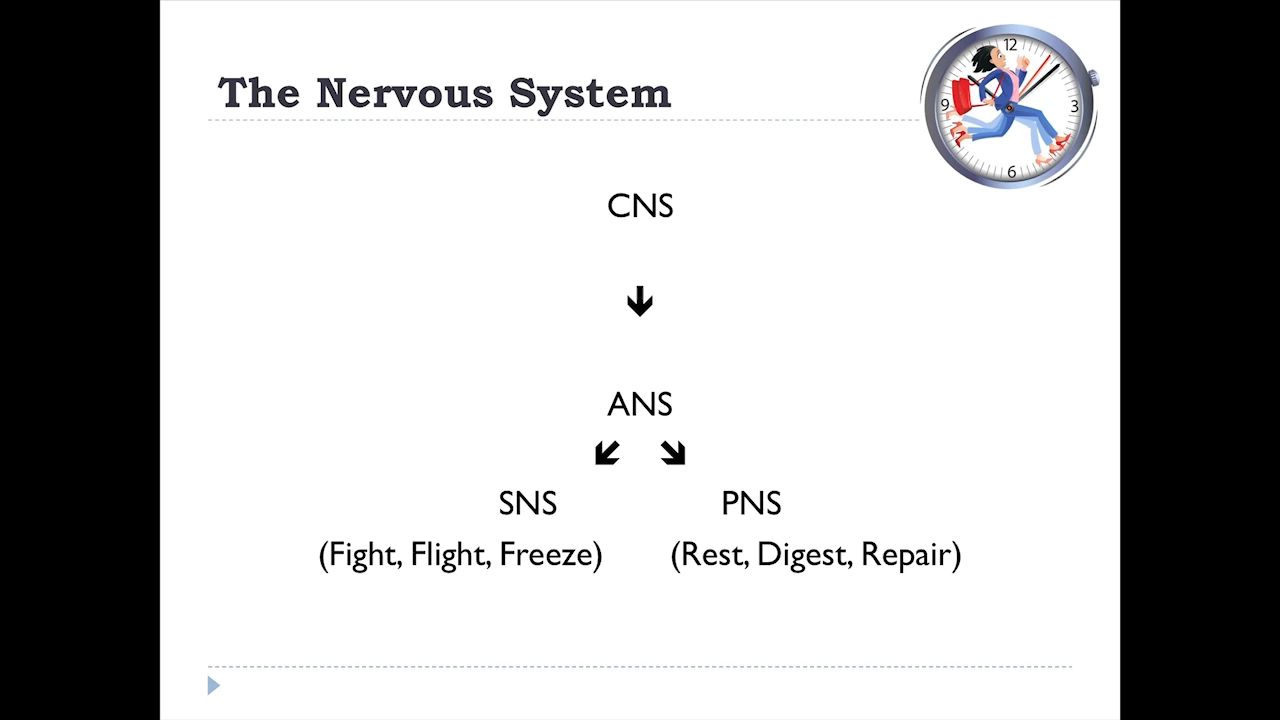 The Nervous System
12
9
3
6
CNS
ANS
SNS PNS
(Fight, Flight, Freeze) (Rest, Digest, Repair)